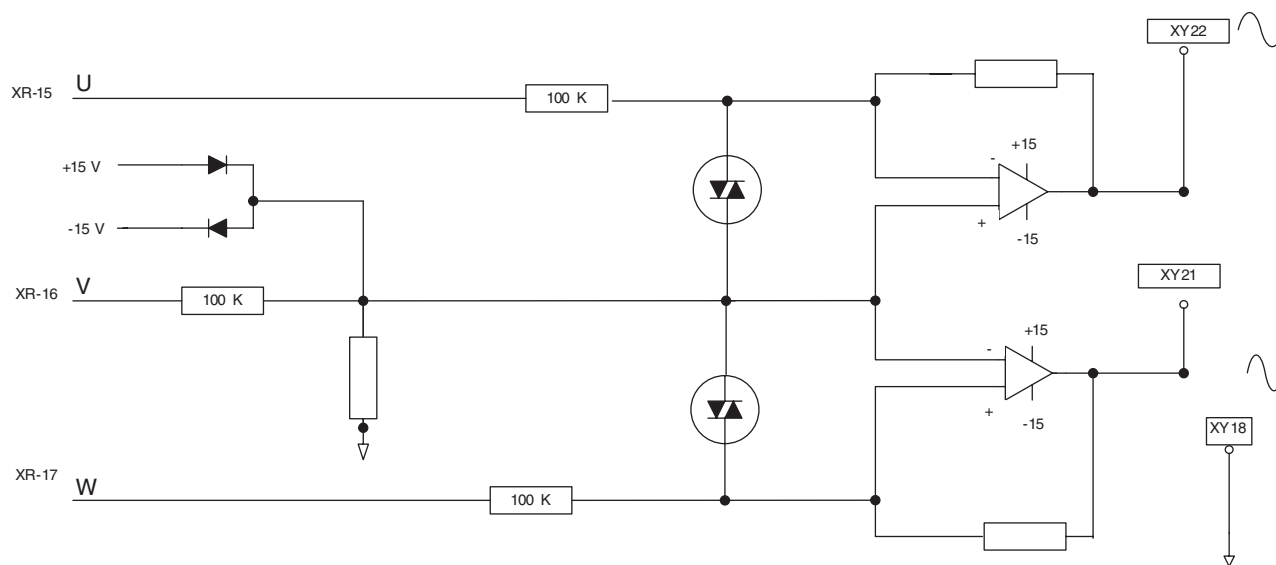 XY22
U
XR-15
100 K
+15 V
+15
-
-15 V
+
-15
XY21
V
XR-16
100 K
+15
-
+
-15
XY18
XR-17
W
100 K